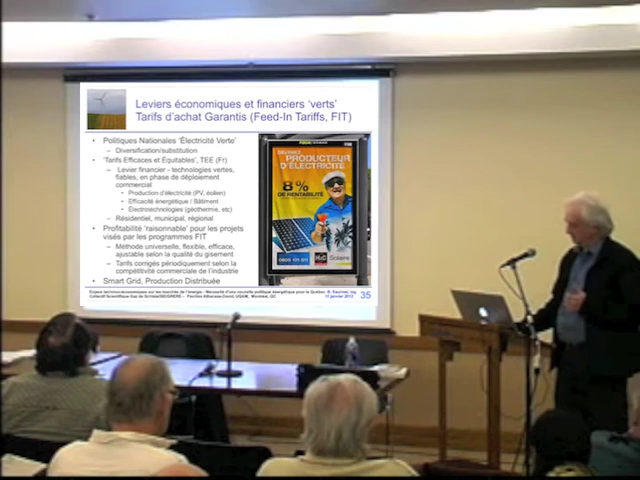 Leviers économiques et financiers 'verts'
Tarifs d'achat Garantis (Feed-In Tariffs, FIT)
• Politiques Nationales 'Électricité Verte'
– Diversification/substitution
• 'Tarifs Efficaces et Équitables', TEE (Fr)
– Levier financier - technologies vertes,
fiables, en phase de déploiement
commercial
• Production d'électricité (PV, éolien)
• Efficacité énergétique / Bâtiment
• Électrotechnologies (géothermie, etc)
– Résidentiel, municipal, régional
• Profitabilité 'raisonnable' pour les projets
visés par les programmes FIT
– Méthode universelle, flexible, efficace,
ajustable selon la qualité du gisement
– Tarifs corrigés périodiquement selon la
compétitivité commerciale de l'industrie
• Smart Grid, Production Distribuée
DEVENEZ
PRODUCTEUR
D'ÉLECTRICITÉ
8%
DE RENTABILITÉ
Solaire
35